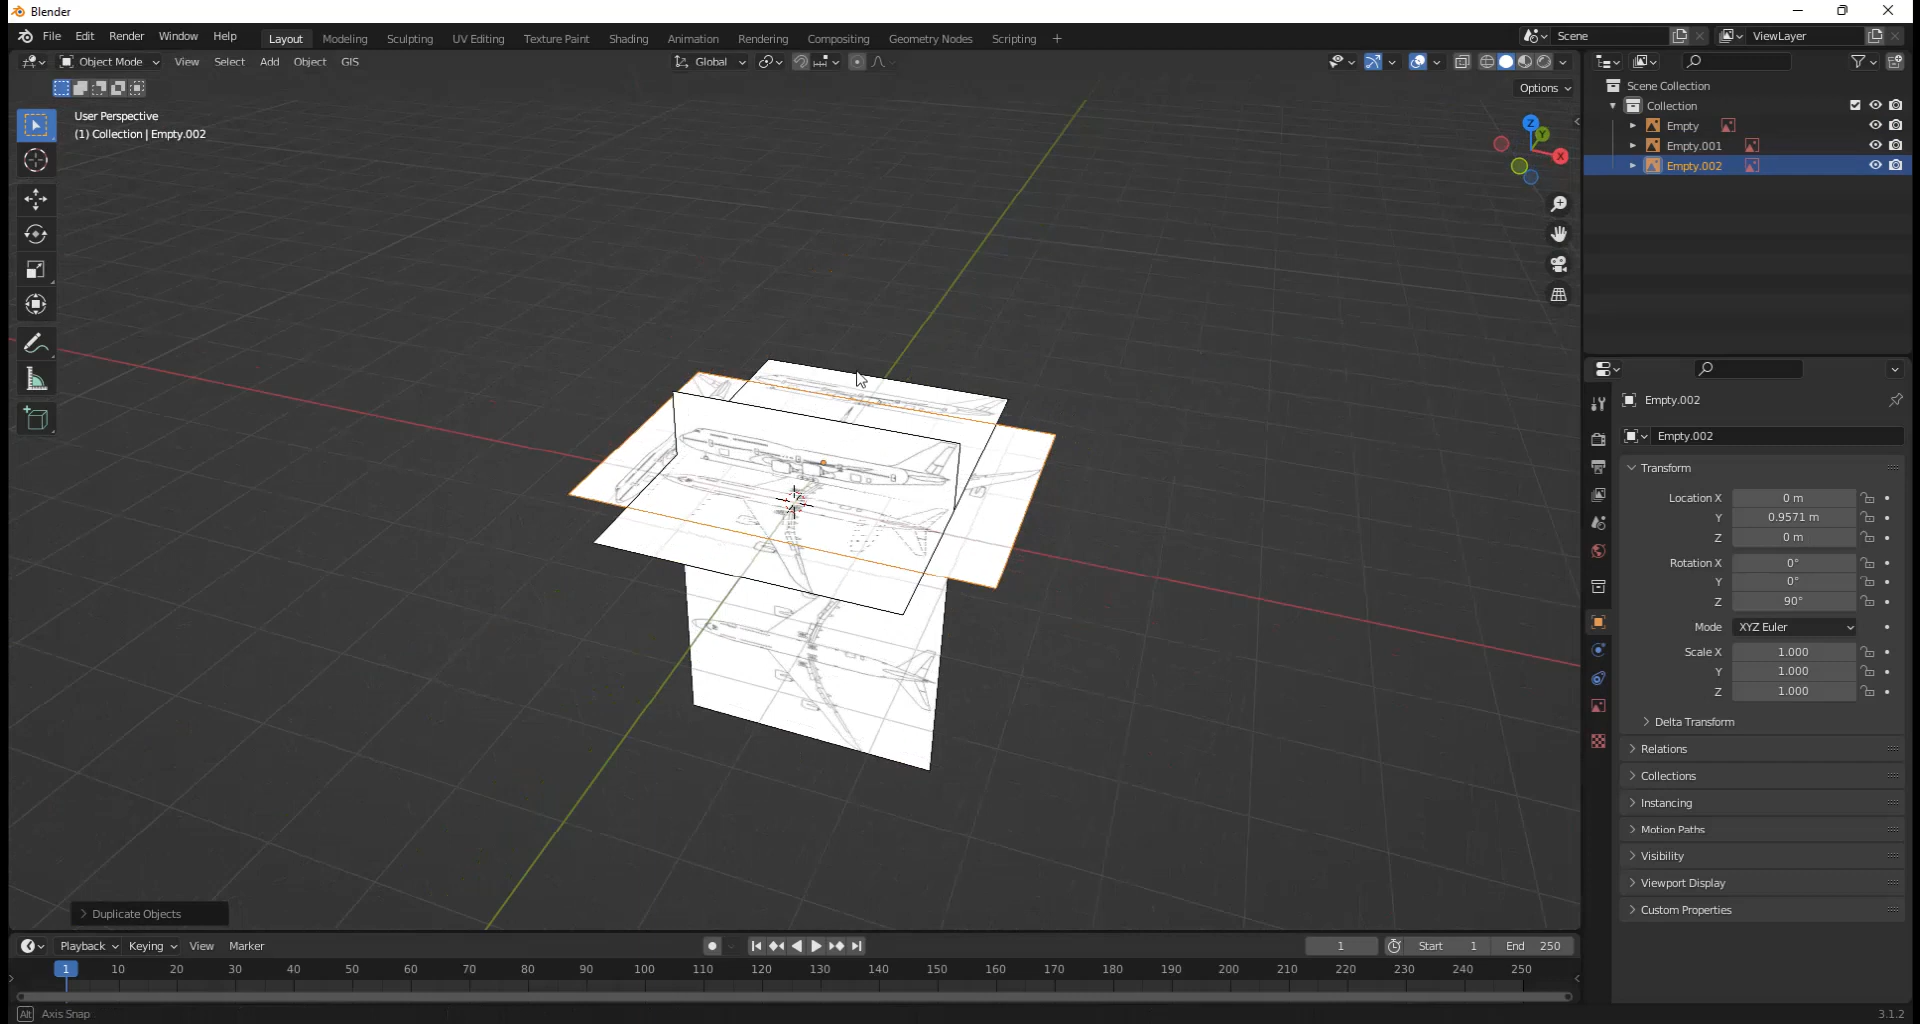 Blender
File Edit Render Window Help Layout Modeling Sculpting UV Editing Texture Paint Shading Animation Rendering Compositing Geometry Nodes Scripting + Scene ViewLayer
Object Mode View Select Add Object GIS Global
Options
User Perspective
(1) Collection | Empty.002
Z
Y
X
Scene Collection
Collection
Empty
Empty.001
Empty.002
Empty.002
Empty.002
Transform
Location X 0 m
Y 0.9571 m
Z 0 m
Rotation X 0°
Y 0°
Z 90°
Mode XYZ Euler
Scale X 1.000
Y 1.000
Z 1.000
Delta Transform
Relations
Collections
Instancing
Motion Paths
Visibility
Viewport Display
Custom Properties
Duplicate Objects
Playback Keying View Marker 1 Start 1 End 250
1 10 20 30 40 50 60 70 80 90 100 110 120 130 140 150 160 170 180 190 200 210 220 230 240 250
Alt Axis Snap 3.1.2